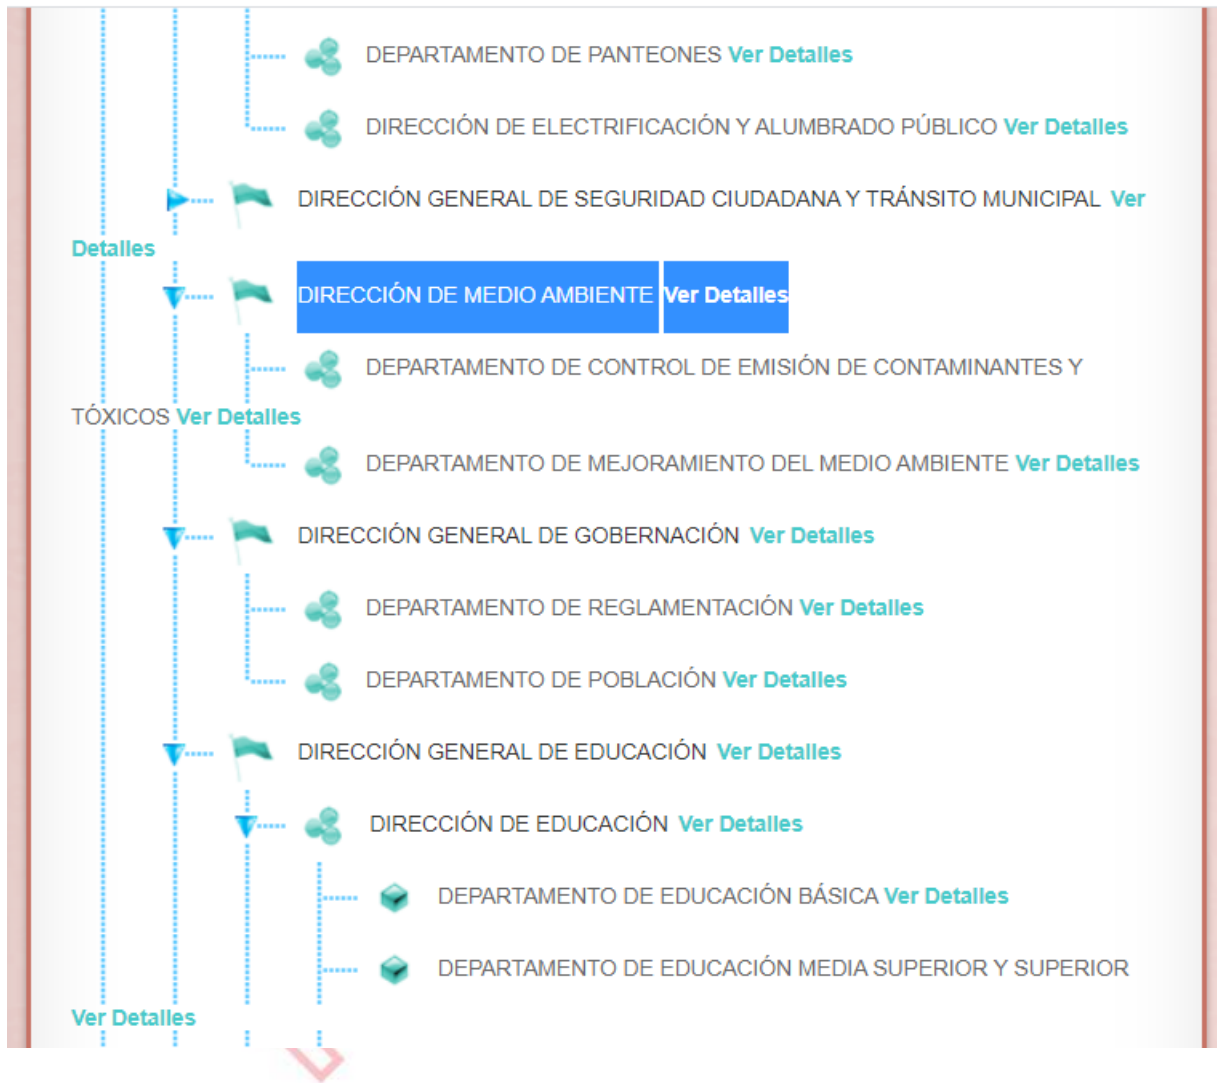 DEPARTAMENTO DE PANTEONES Ver Detalles
DIRECCIÓN DE ELECTRIFICACIÓN Y ALUMBRADO PÚBLICO Ver Detalles
DIRECCIÓN GENERAL DE SEGURIDAD CIUDADANA Y TRÁNSITO MUNICIPAL Ver
Detalles
DIRECCIÓN DE MEDIO AMBIENTE Ver Detalles
DEPARTAMENTO DE CONTROL DE EMISIÓN DE CONTAMINANTES Y
TÓXICOS Ver Detalles
DEPARTAMENTO DE MEJORAMIENTO DEL MEDIO AMBIENTE Ver Detalles
DIRECCIÓN GENERAL DE GOBERNACIÓN Ver Detalles
DEPARTAMENTO DE REGLAMENTACIÓN Ver Detalles
DEPARTAMENTO DE POBLACIÓN Ver Detalles
DIRECCIÓN GENERAL DE EDUCACIÓN Ver Detalles
DIRECCIÓN DE EDUCACIÓN Ver Detalles
DEPARTAMENTO DE EDUCACIÓN BÁSICA Ver Detalles
DEPARTAMENTO DE EDUCACIÓN MEDIA SUPERIOR Y SUPERIOR
Ver Detalles